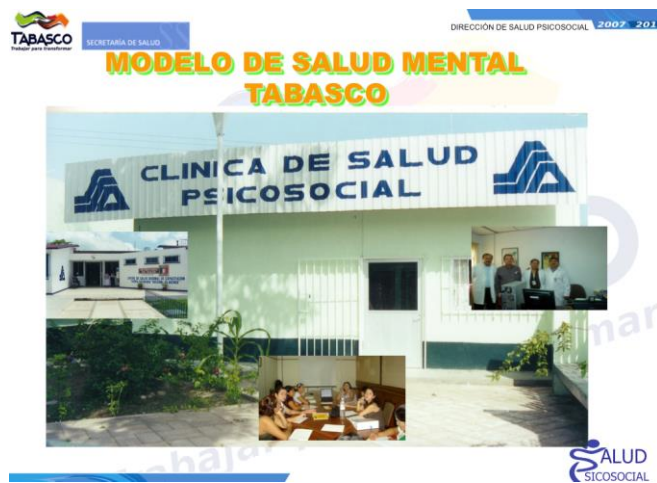 TABASCO
Trabajar para transformar
SECRETARÍA DE SALUD
DIRECCIÓN DE SALUD PSICOSOCIAL
MODELO DE SALUD MENTAL
TABASCO
CLINICA DE SALUD
PSICOSOCIAL
SALUD
PSICOSOCIAL